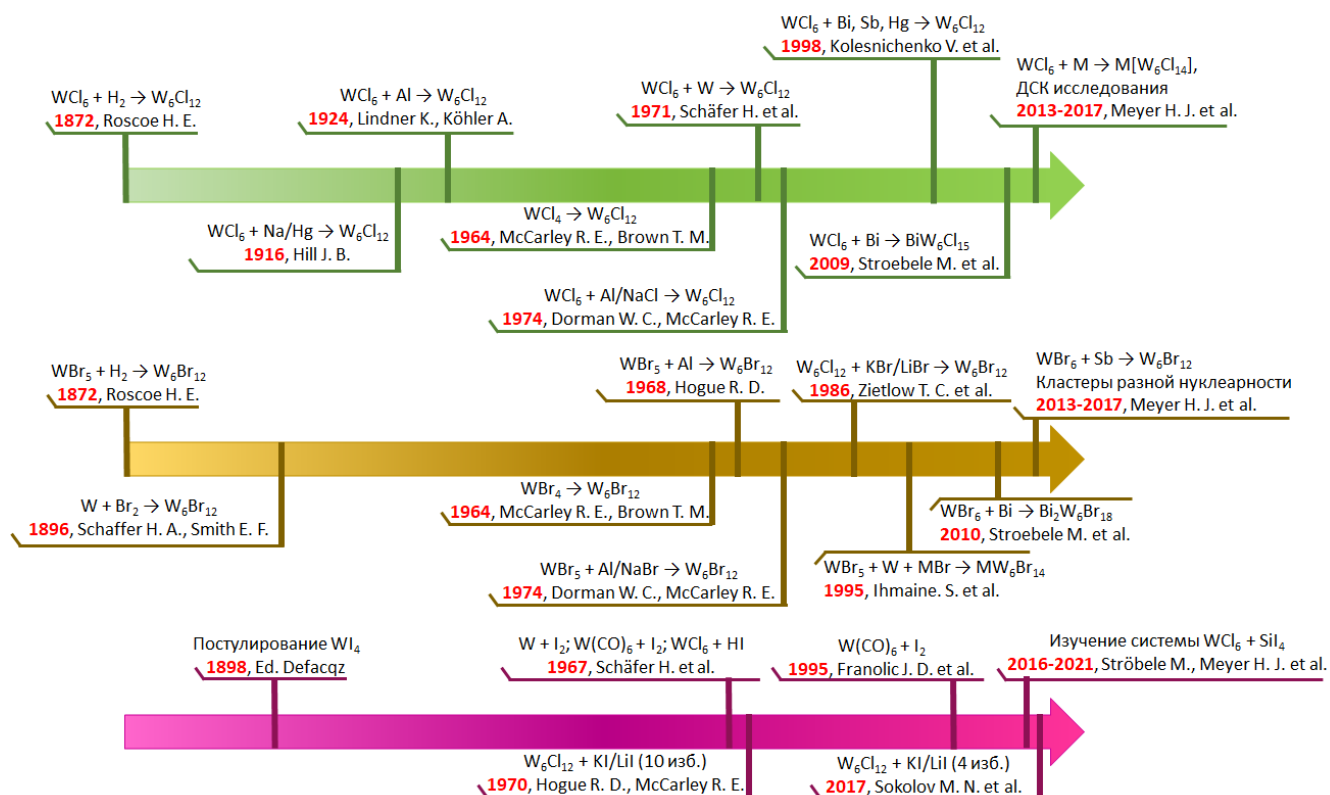 WCl₆ + H₂ → W₆Cl₁₂
1872, Roscoe H. E.
WCl₆ + Na/Hg → W₆Cl₁₂
1916, Hill J. B.
WCl₆ + Al → W₆Cl₁₂
1924, Lindner K., Köhler A.
WCl₄ → W₆Cl₁₂
1964, McCarley R. E., Brown T. M.
WCl₆ + W → W₆Cl₁₂
1971, Schäfer H. et al.
WCl₆ + Al/NaCl → W₆Cl₁₂
1974, Dorman W. C., McCarley R. E.
WCl₆ + Bi, Sb, Hg → W₆Cl₁₂
1998, Kolesnichenko V. et al.
WCl₆ + Bi → BiW₆Cl₁₅
2009, Stroebele M. et al.
WCl₆ + M → M[W₆Cl₁₄],
ДСК исследования
2013-2017, Meyer H. J. et al.
WBr₅ + H₂ → W₆Br₁₂
1872, Roscoe H. E.
W + Br₂ → W₆Br₁₂
1896, Schaffer H. A., Smith E. F.
WBr₄ → W₆Br₁₂
1964, McCarley R. E., Brown T. M.
WBr₅ + Al → W₆Br₁₂
1968, Hogue R. D.
WBr₅ + Al/NaBr → W₆Br₁₂
1974, Dorman W. C., McCarley R. E.
W₆Cl₁₂ + KBr/LiBr → W₆Br₁₂
1986, Zietlow T. C. et al.
WBr₅ + W + MBr → MW₆Br₁₄
1995, Ihmaine. S. et al.
WBr₆ + Bi → Bi₂W₆Br₁₈
2010, Stroebele M. et al.
WBr₆ + Sb → W₆Br₁₂
Кластеры разной нуклеарности
2013-2017, Meyer H. J. et al.
Постулирование WI₄
1898, Ed. Defacqz
W + I₂; W(CO)₆ + I₂; WCl₆ + HI
1967, Schäfer H. et al.
W₆Cl₁₂ + KI/LiI (10 изб.)
1970, Hogue R. D., McCarley R. E.
W(CO)₆ + I₂
1995, Franolic J. D. et al.
Изучение системы WCl₆ + SiI₄
2016-2021, Ströbele M., Meyer H. J. et al.
W₆Cl₁₂ + KI/LiI (4 изб.)
2017, Sokolov M. N. et al.